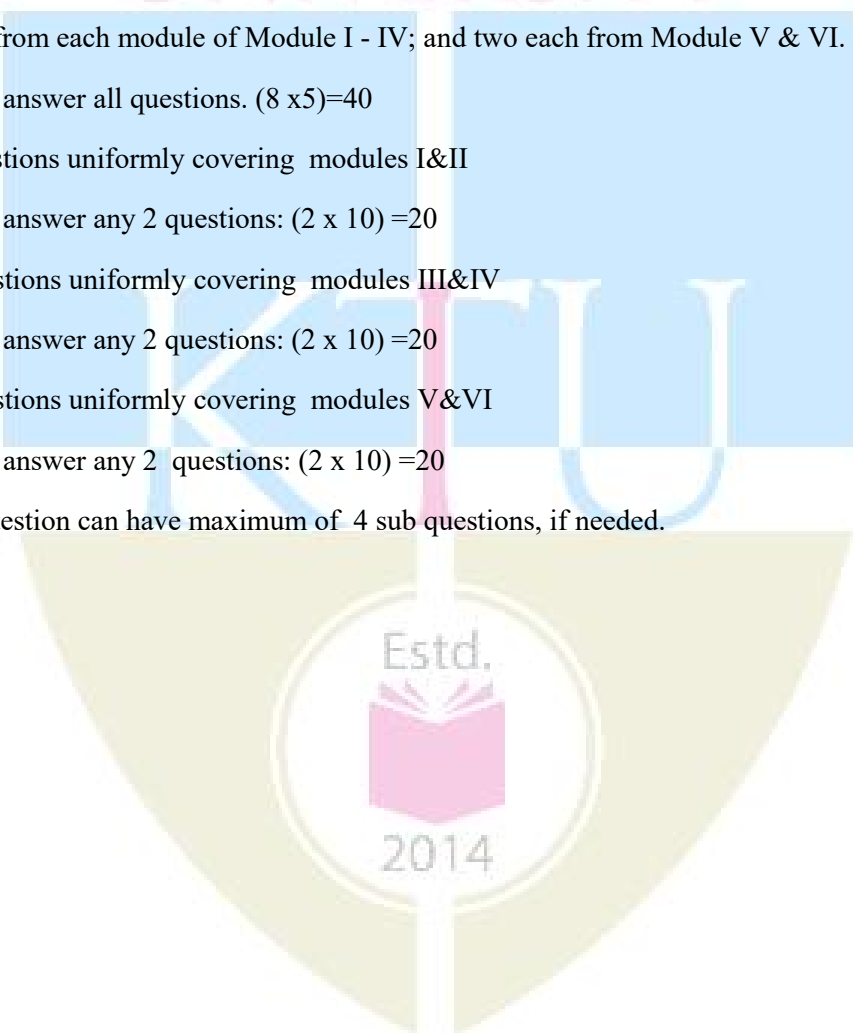 from each module of Module I - IV; and two each from Module V & VI.
answer all questions. (8 x5)=40
stions uniformly covering modules I&II
answer any 2 questions: (2 x 10) =20
stions uniformly covering modules III&IV
answer any 2 questions: (2 x 10) =20
stions uniformly covering modules V&VI
answer any 2 questions: (2 x 10) =20
estion can have maximum of 4 sub questions, if needed.
KTU
Estd.
2014